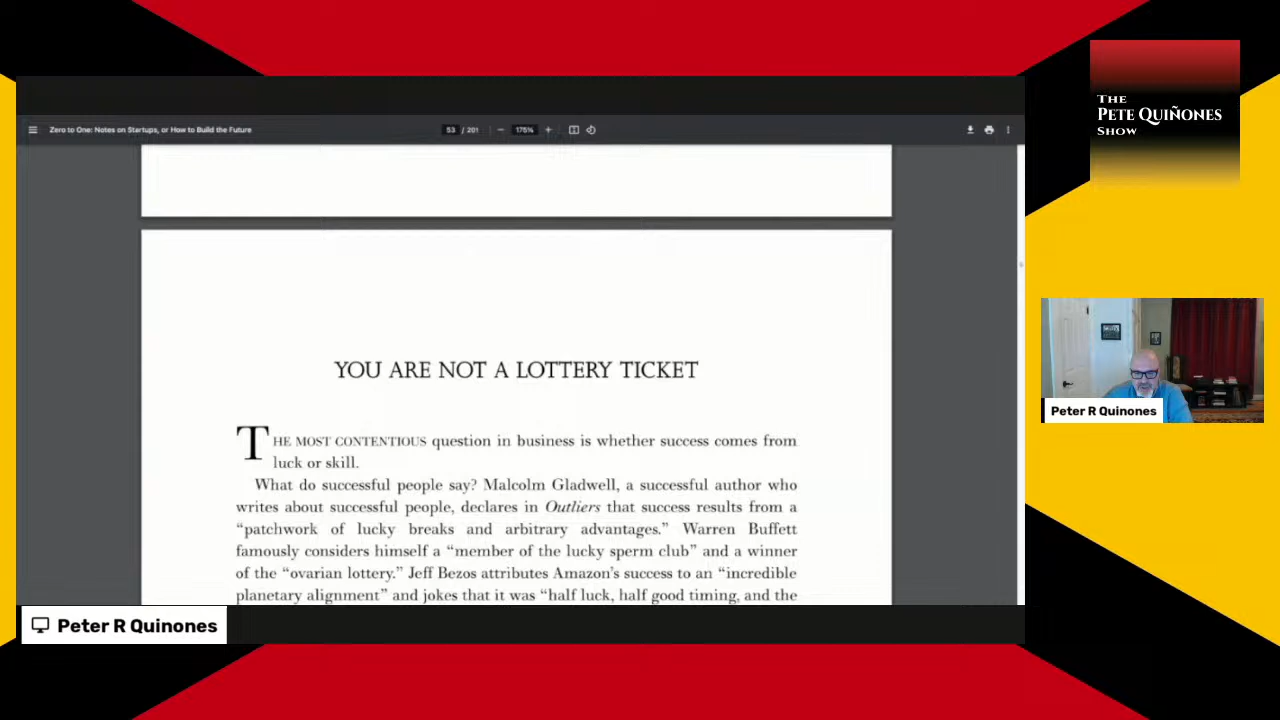 Zero to One: Notes on Startups, or How to Build the Future
53 / 201
175%
YOU ARE NOT A LOTTERY TICKET
THE MOST CONTENTIOUS question in business is whether success comes from
luck or skill.
What do successful people say? Malcolm Gladwell, a successful author who
writes about successful people, declares in Outliers that success results from a
“patchwork of lucky breaks and arbitrary advantages.” Warren Buffett
famously considers himself a “member of the lucky sperm club” and a winner
of the “ovarian lottery.” Jeff Bezos attributes Amazon’s success to an “incredible
planetary alignment” and jokes that it was “half luck, half good timing, and the
Peter R Quinones
THE
PETE QUIÑONES
SHOW
Peter R Quinones